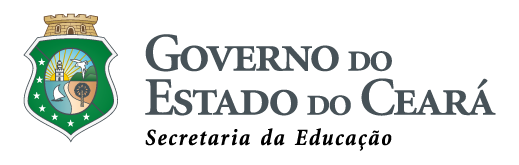 GOVERNO DO
ESTADO DO CEARÁ
Secretaria da Educação